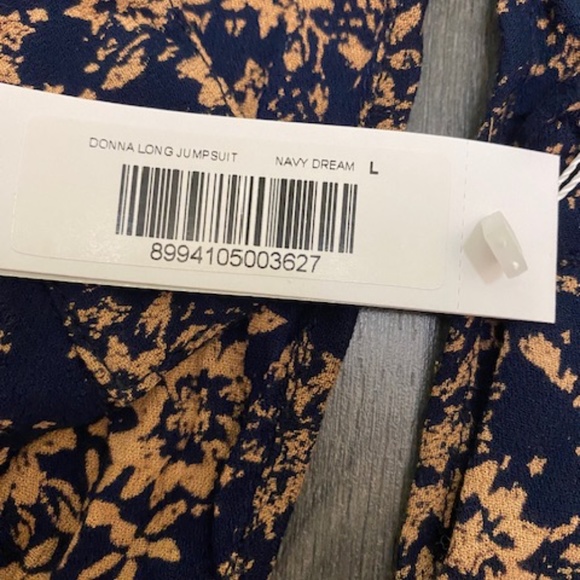 DONNA LONG JUMPSUIT NAVY DREAM L
8994105003627